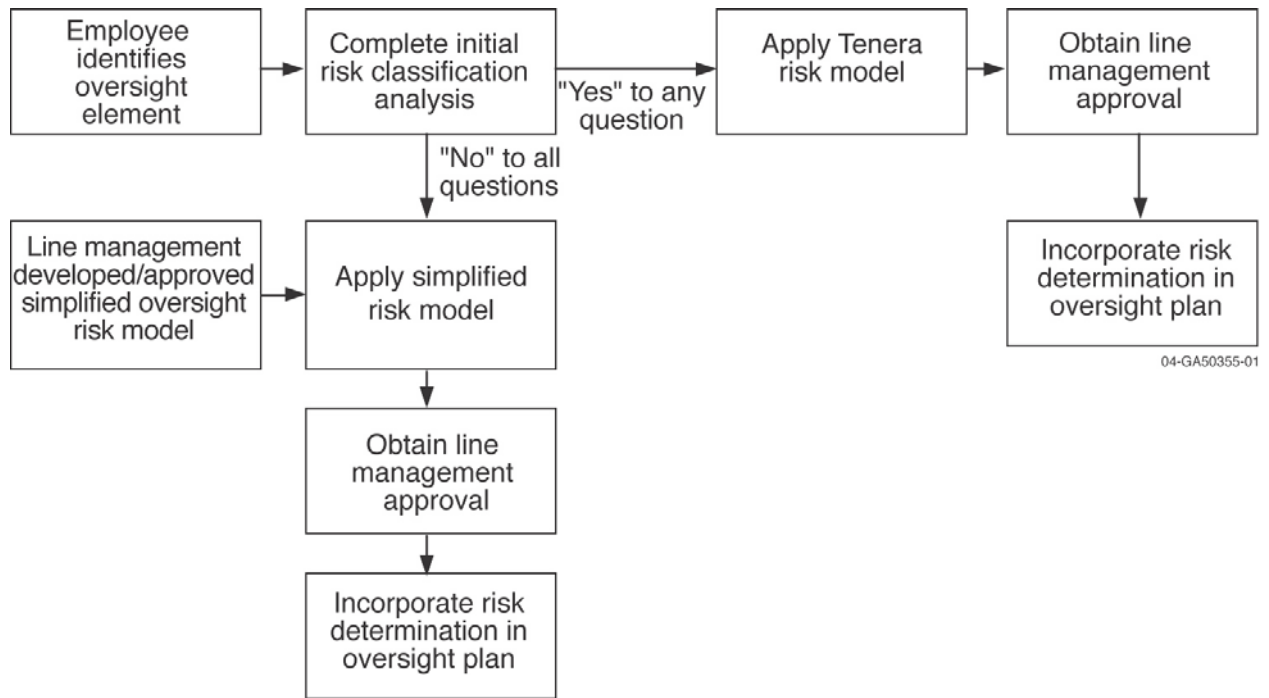 Employee
identifies
oversight
element
Complete initial
risk classification
analysis
"Yes" to any
question
Apply Tenera
risk model
Obtain line
management
approval
"No" to all
questions
Line management
developed/approved
simplified oversight
risk model
Apply simplified
risk model
Incorporate risk
determination in
oversight plan
04-GA50355-01
Obtain line
management
approval
Incorporate risk
determination in
oversight plan